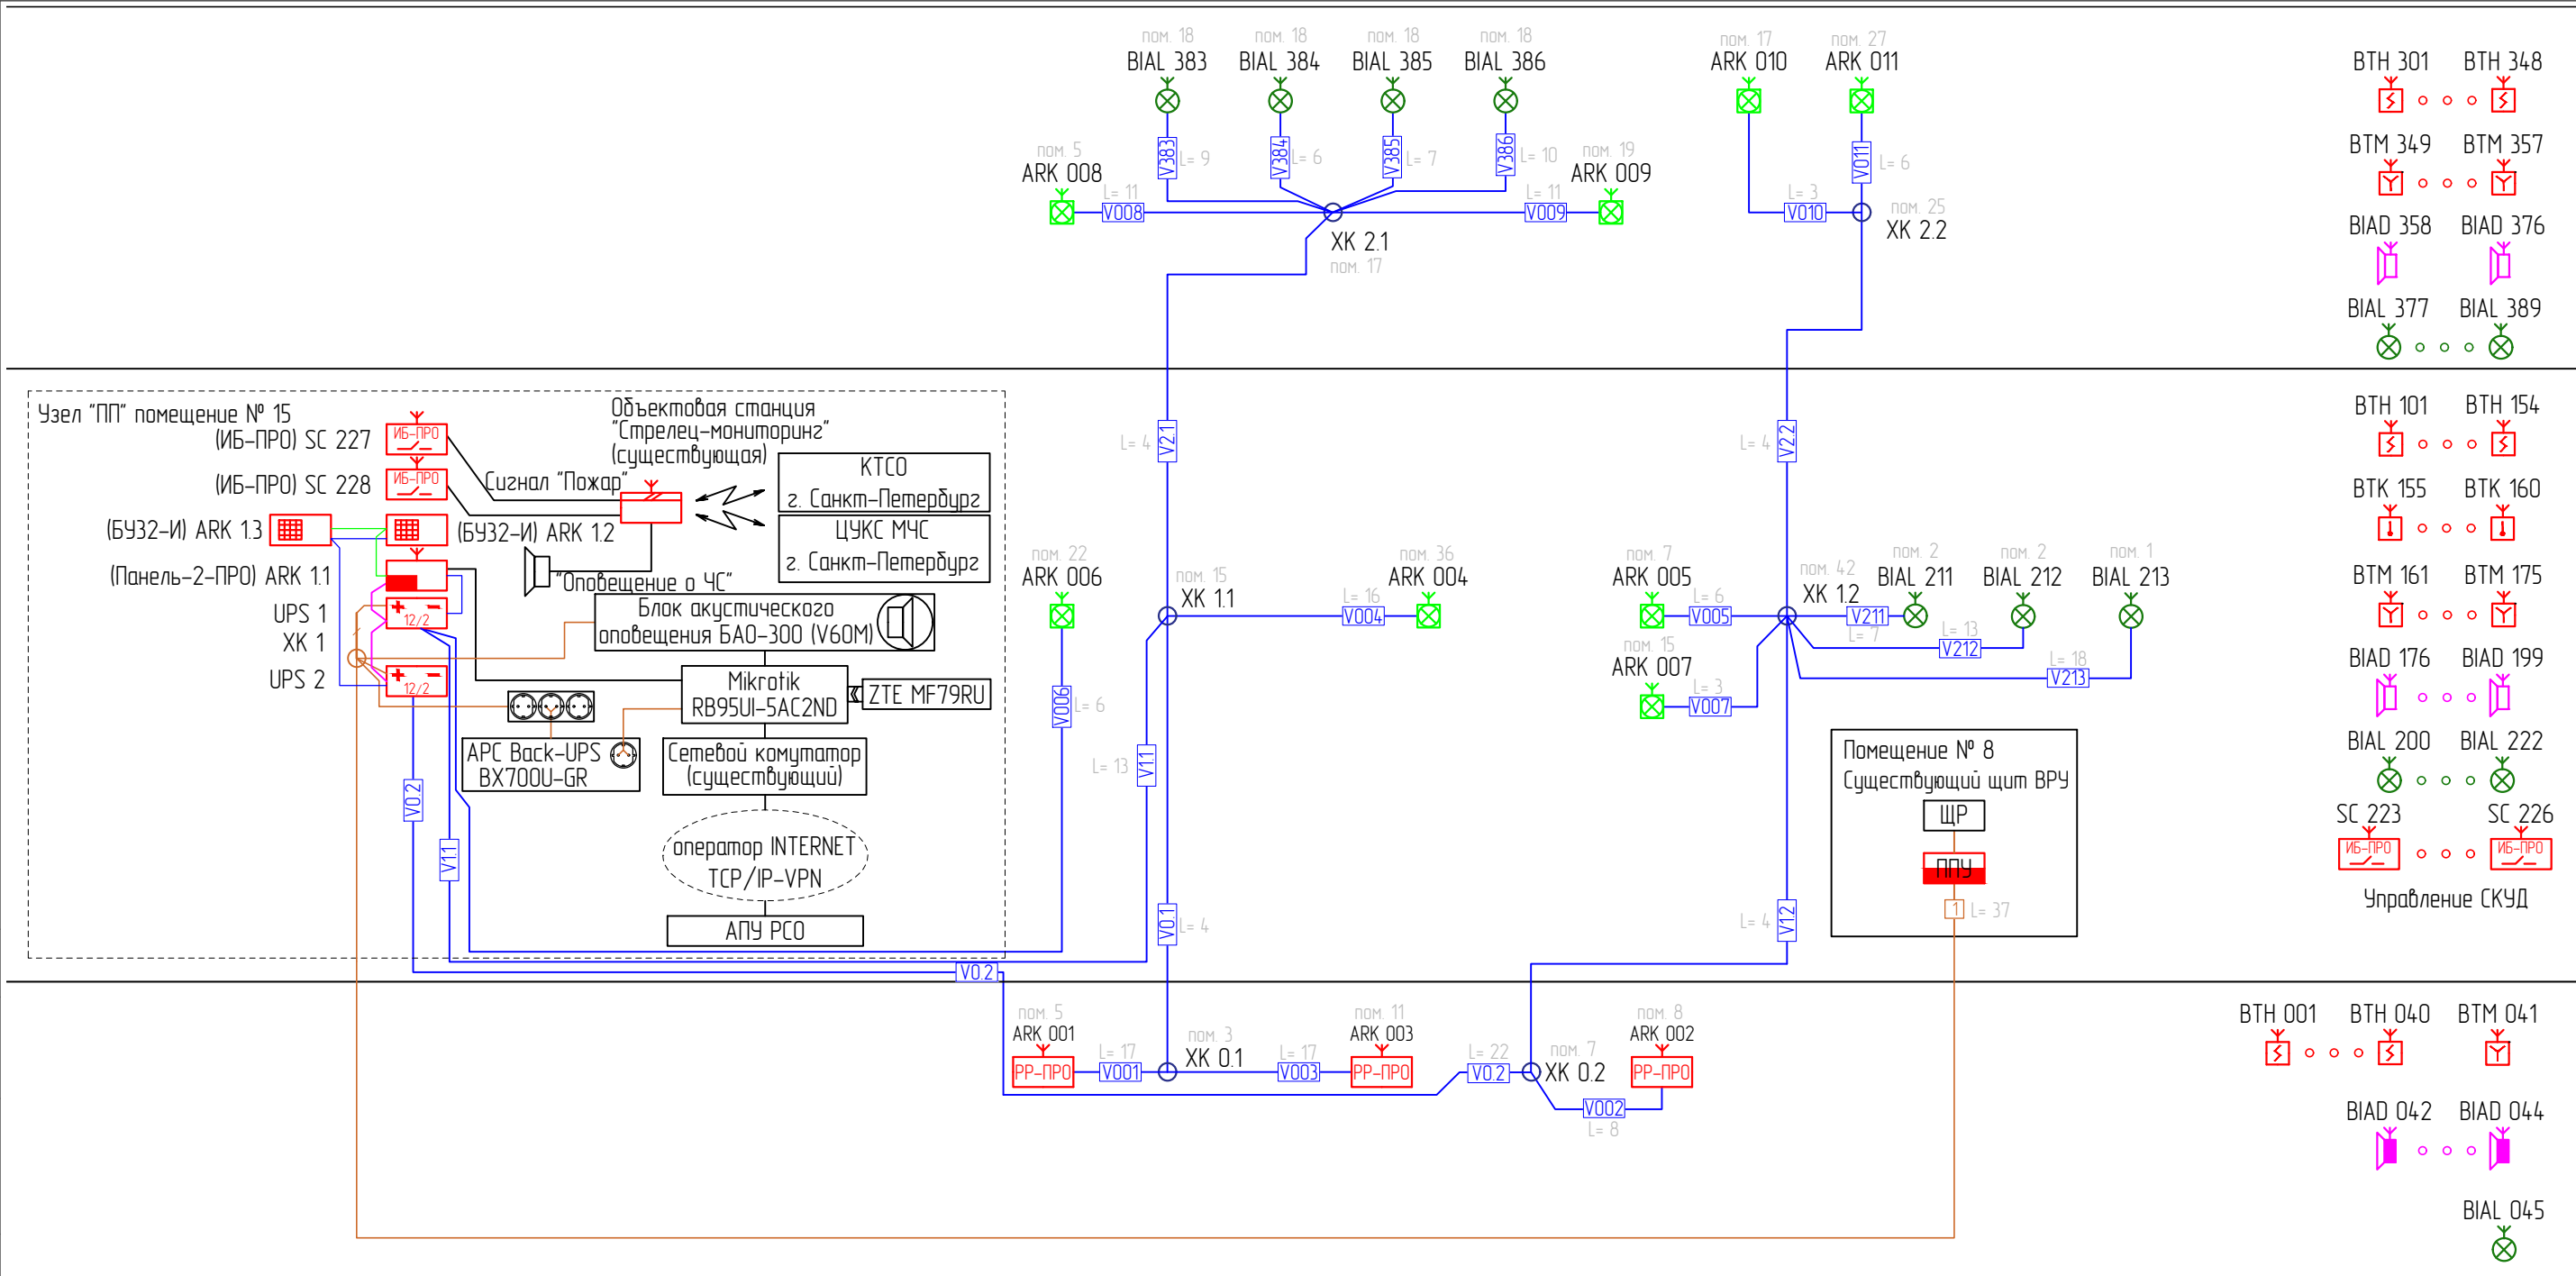 пом. 18 пом. 18 пом. 18 пом. 18
BIAL 383 BIAL 384 BIAL 385 BIAL 386
пом. 17 пом. 27
ARK 010 ARK 011
V383 L= 9
V384 L= 6
V385 L= 7
V386 L= 10
V011 L= 6
пом. 5
ARK 008
L= 11
V008
пом. 19
ARK 009
L= 11
V009
L= 3
V010
пом. 25
ХК 2.2
ХК 2.1
пом. 17
BTH 301 BTH 348
BTM 349 BTM 357
BIAD 358 BIAD 376
BIAL 377 BIAL 389
Узел "ПП" помещение № 15
(ИБ-ПРО) SC 227
ИБ-ПРО
(ИБ-ПРО) SC 228
ИБ-ПРО
(БУ32-И) ARK 1.3
(БУ32-И) ARK 1.2
(Панель-2-ПРО) ARK 1.1
UPS 1
12/2
ХК 1
UPS 2
12/2
Объектовая станция
"Стрелец-мониторинг"
(существующая)
Сигнал "Пожар"
КТСО
г. Санкт-Петербург
ЦУКС МЧС
г. Санкт-Петербург
"Оповещение о ЧС"
Блок акустического
оповещения БАО-300 (V60M)
Mikrotik
RB95UI-5AC2ND
ZTE MF79RU
APC Back-UPS
BX700U-GR
Сетевой комутатор
(существующий)
оператор INTERNET
TCP/IP-VPN
АПУ РСО
V0.2
V1.1
V0.2
L= 4
V2.1
L= 4
V2.2
пом. 22
ARK 006
V006
L= 6
пом. 15
ХК 1.1
L= 16
V004
пом. 36
ARK 004
L= 13
V1.1
V0.1
L= 4
пом. 7
ARK 005
L= 6
V005
пом. 15
ARK 007
L= 3
V007
пом. 42
ХК 1.2
пом. 2
BIAL 211
V211
L= 7
пом. 2
BIAL 212
L= 13
V212
пом. 1
BIAL 213
L= 18
V213
L= 4
V1.2
Помещение № 8
Существующий щит ВРУ
ЩР
ППУ
1 L= 37
BTH 101 BTH 154
BTK 155 BTK 160
BTM 161 BTM 175
BIAD 176 BIAD 199
BIAL 200 BIAL 222
SC 223 SC 226
ИБ-ПРО ИБ-ПРО
Управление СКУД
пом. 5
ARK 001
РР-ПРО
L= 17
V001
пом. 3
ХК 0.1
L= 17
V003
пом. 11
ARK 003
РР-ПРО
L= 22
V0.2
пом. 7
ХК 0.2
пом. 8
ARK 002
РР-ПРО
V002
L= 8
BTH 001 BTH 040 BTM 041
BIAD 042 BIAD 044
BIAL 045